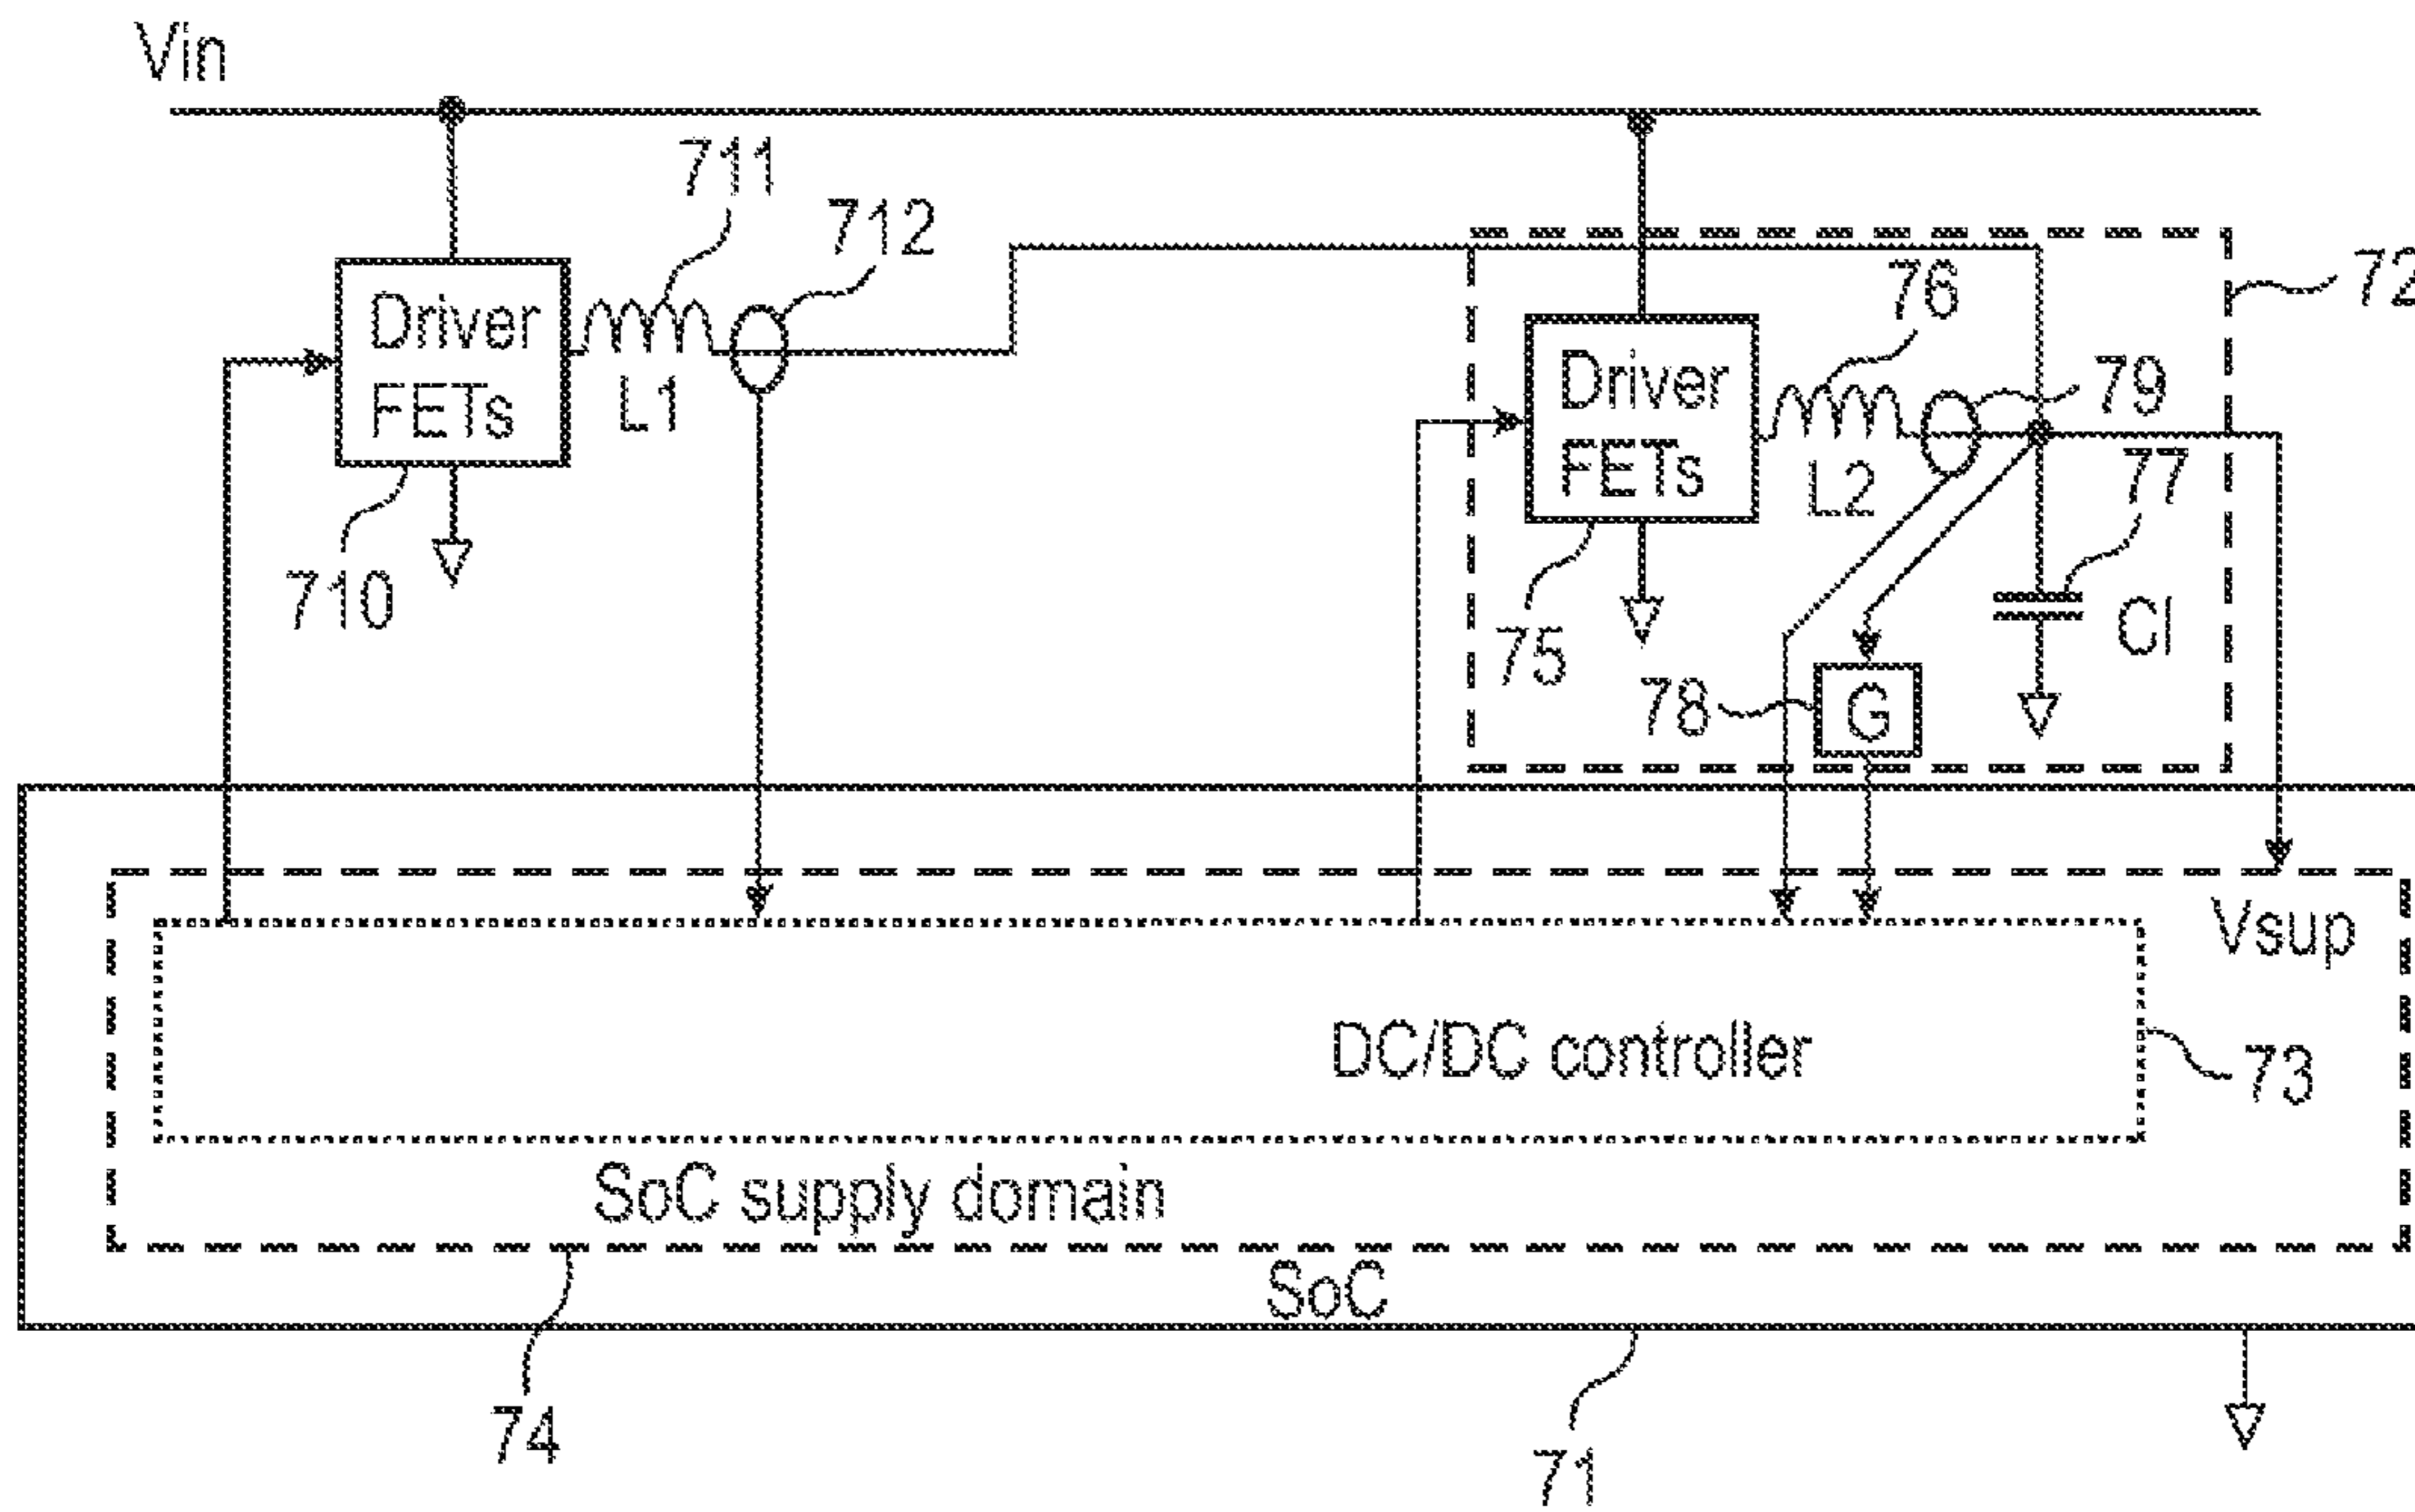 Vin
711
712
72
Driver
FETs
L1
76
Driver
FETs
L2
79
77
710
75
Cl
78
G
Vsup
DC/DC controller
73
SoC supply domain
SoC
74
71